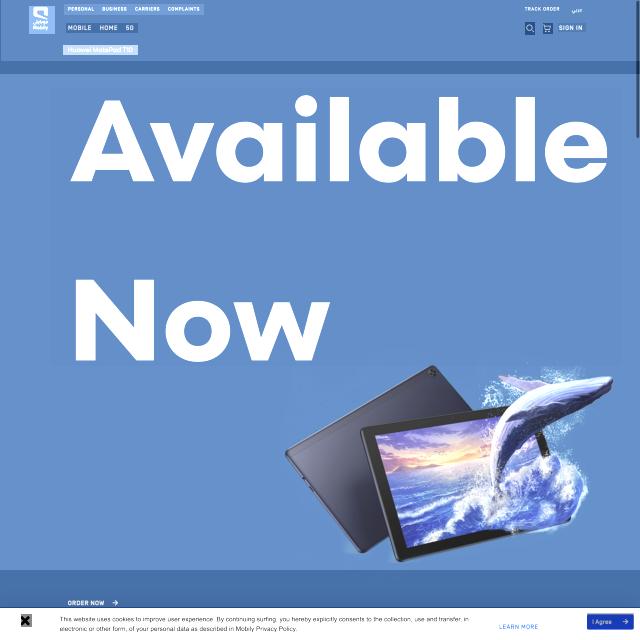 PERSONAL BUSINESS CARRIERS COMPLAINTS
TRACK ORDER عربي
موبايلي
Mobily
MOBILE HOME 5G
SIGN IN
Huawei MatePad T10
Available
Now
ORDER NOW
This website uses cookies to improve user experience. By continuing surfing, you hereby explicitly consents to the collection, use and transfer, in
electronic or other form, of your personal data as described in Mobily Privacy Policy.
LEARN MORE
I Agree